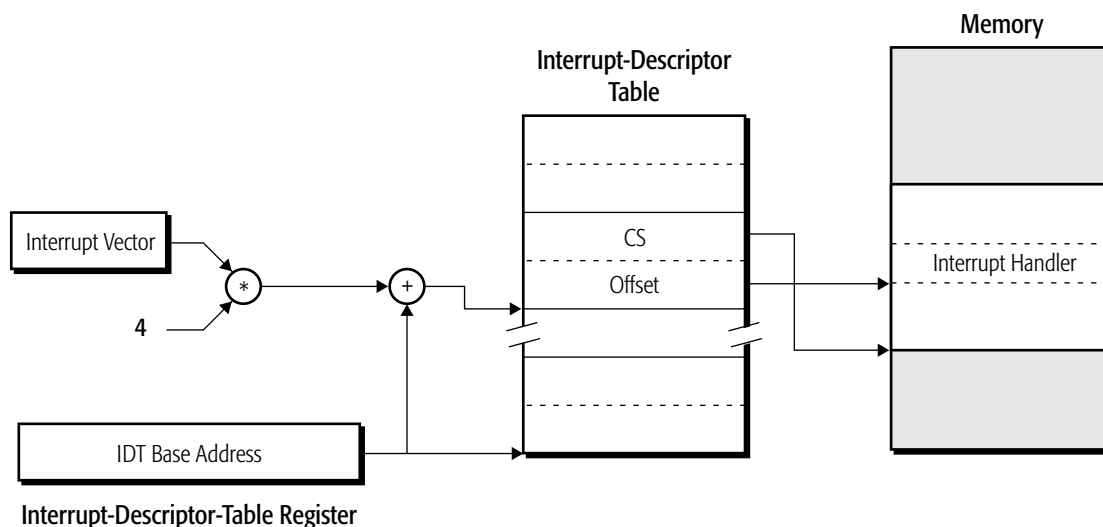 Memory
Interrupt-Descriptor
Table
Interrupt Vector
CS
Offset
Interrupt Handler
*
+
4
IDT Base Address
Interrupt-Descriptor-Table Register